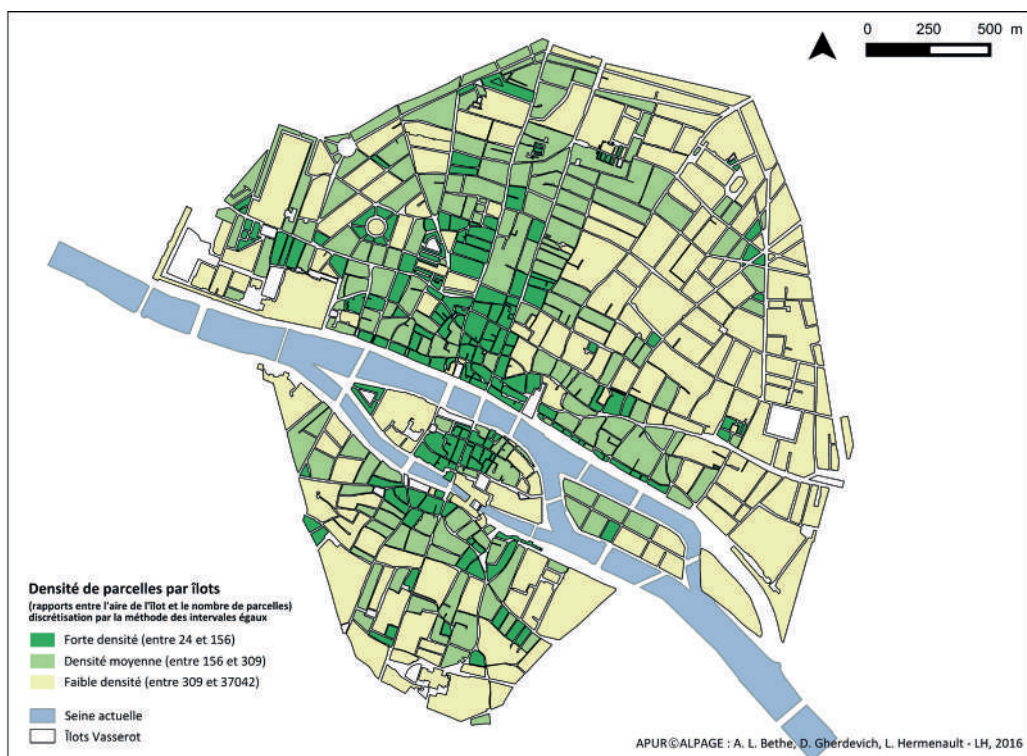 0 250 500 m
Densité de parcelles par îlots
(rapports entre l'aire de l'îlot et le nombre de parcelles)
discrétisation par la méthode des intervales égaux
Forte densité (entre 24 et 156)
Densité moyenne (entre 156 et 309)
Faible densité (entre 309 et 37042)
Seine actuelle
Îlots Vasserot
APUR©ALPAGE : A. L. Bethe, D. Gherdevich, L. Hermenault - LH, 2016